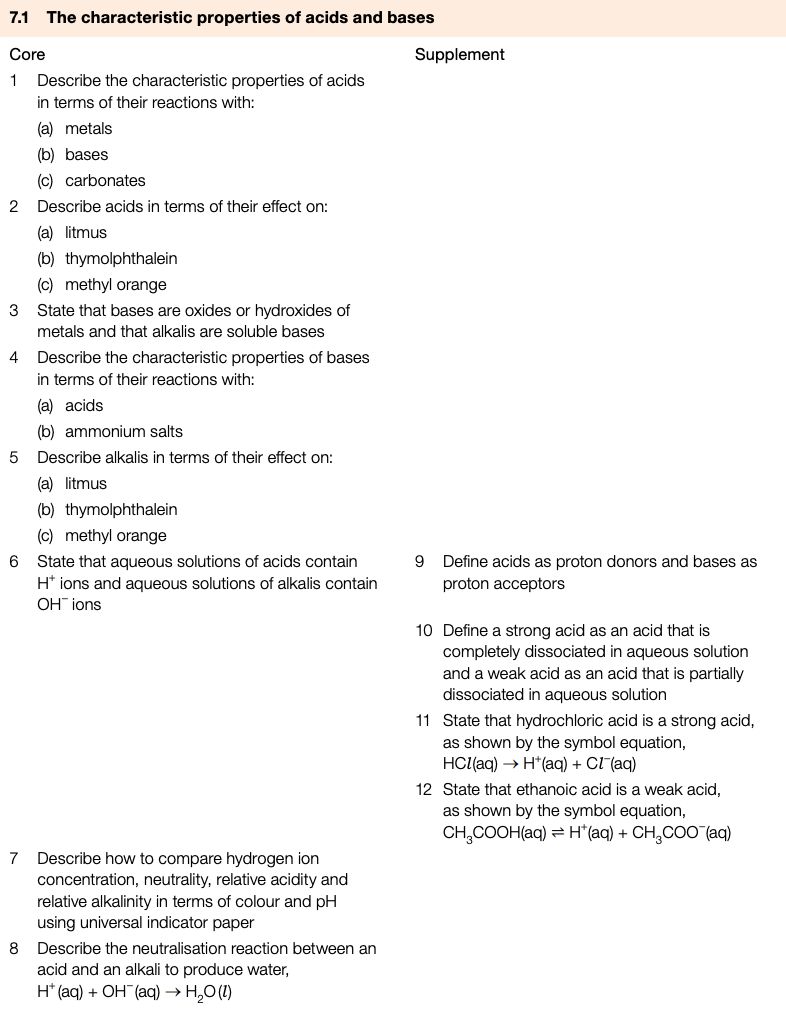 7.1 The characteristic properties of acids and bases
Core
Supplement
1 Describe the characteristic properties of acids
in terms of their reactions with:
(a) metals
(b) bases
(c) carbonates
2 Describe acids in terms of their effect on:
(a) litmus
(b) thymolphthalein
(c) methyl orange
3 State that bases are oxides or hydroxides of
metals and that alkalis are soluble bases
4 Describe the characteristic properties of bases
in terms of their reactions with:
(a) acids
(b) ammonium salts
5 Describe alkalis in terms of their effect on:
(a) litmus
(b) thymolphthalein
(c) methyl orange
6 State that aqueous solutions of acids contain
H⁺ ions and aqueous solutions of alkalis contain
OH⁻ ions
9 Define acids as proton donors and bases as
proton acceptors
10 Define a strong acid as an acid that is
completely dissociated in aqueous solution
and a weak acid as an acid that is partially
dissociated in aqueous solution
11 State that hydrochloric acid is a strong acid,
as shown by the symbol equation,
HCl(aq) → H⁺(aq) + Cl⁻(aq)
12 State that ethanoic acid is a weak acid,
as shown by the symbol equation,
CH₃COOH(aq) ⇌ H⁺(aq) + CH₃COO⁻(aq)
7 Describe how to compare hydrogen ion
concentration, neutrality, relative acidity and
relative alkalinity in terms of colour and pH
using universal indicator paper
8 Describe the neutralisation reaction between an
acid and an alkali to produce water,
H⁺(aq) + OH⁻(aq) → H₂O(l)